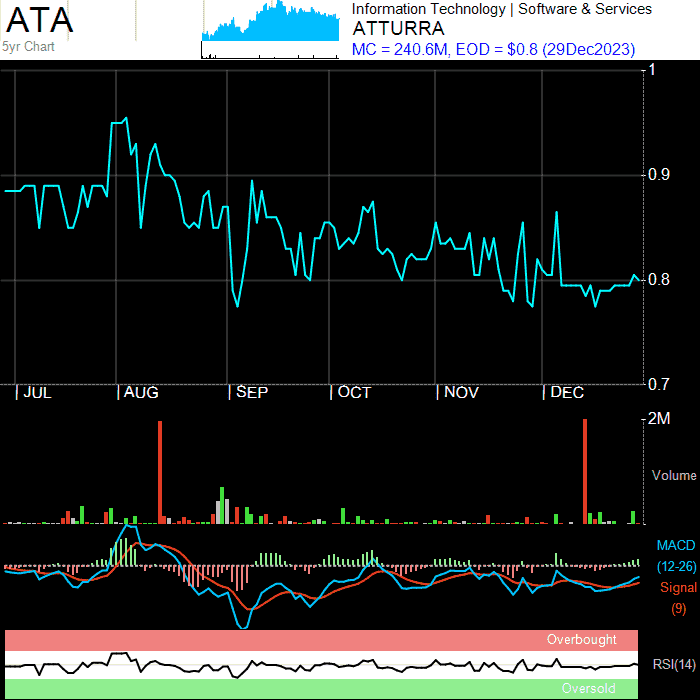 ATA
5yr Chart
Information Technology | Software & Services
ATTURRA
MC = 240.6M, EOD = $0.8 (29Dec2023)
1
0.9
0.8
0.7
JUL AUG SEP OCT NOV DEC
2M
Volume
MACD
(12-26)
Signal
(9)
Overbought
RSI(14)
Oversold